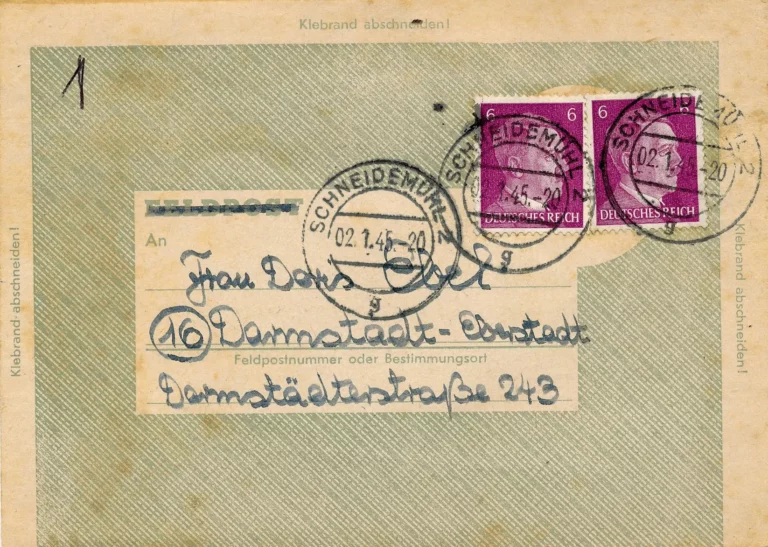 Klebrand abschneiden!
1
6 6
6 6
SCHNEIDEMÜHL 2
02.1.45.-20
g
SCHNEIDEMÜHL 2
02.1.45.-20
g
SCHNEIDEMÜHL 2
02.1.45.-20
g
DEUTSCHES REICH
DEUTSCHES REICH
FELDPOST
An
Frau Doris Ebel
16 Darmstadt-Eberstadt
Feldpostnummer oder Bestimmungsort
Darmstädterstraße 243
Klebrand abschneiden!
Klebrand abschneiden!